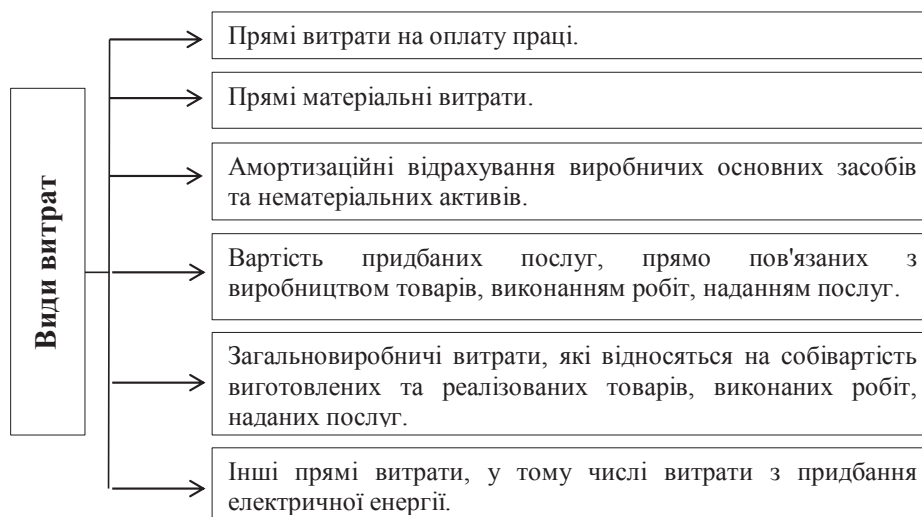 Види витрат
Прямі витрати на оплату праці.
Прямі матеріальні витрати.
Амортизаційні відрахування виробничих основних засобів
та нематеріальних активів.
Вартість придбаних послуг, прямо пов'язаних з
виробництвом товарів, виконанням робіт, наданням послуг.
Загальновиробничі витрати, які відносяться на собівартість
виготовлених та реалізованих товарів, виконаних робіт,
наданих послуг.
Інші прямі витрати, у тому числі витрати з придбання
електричної енергії.